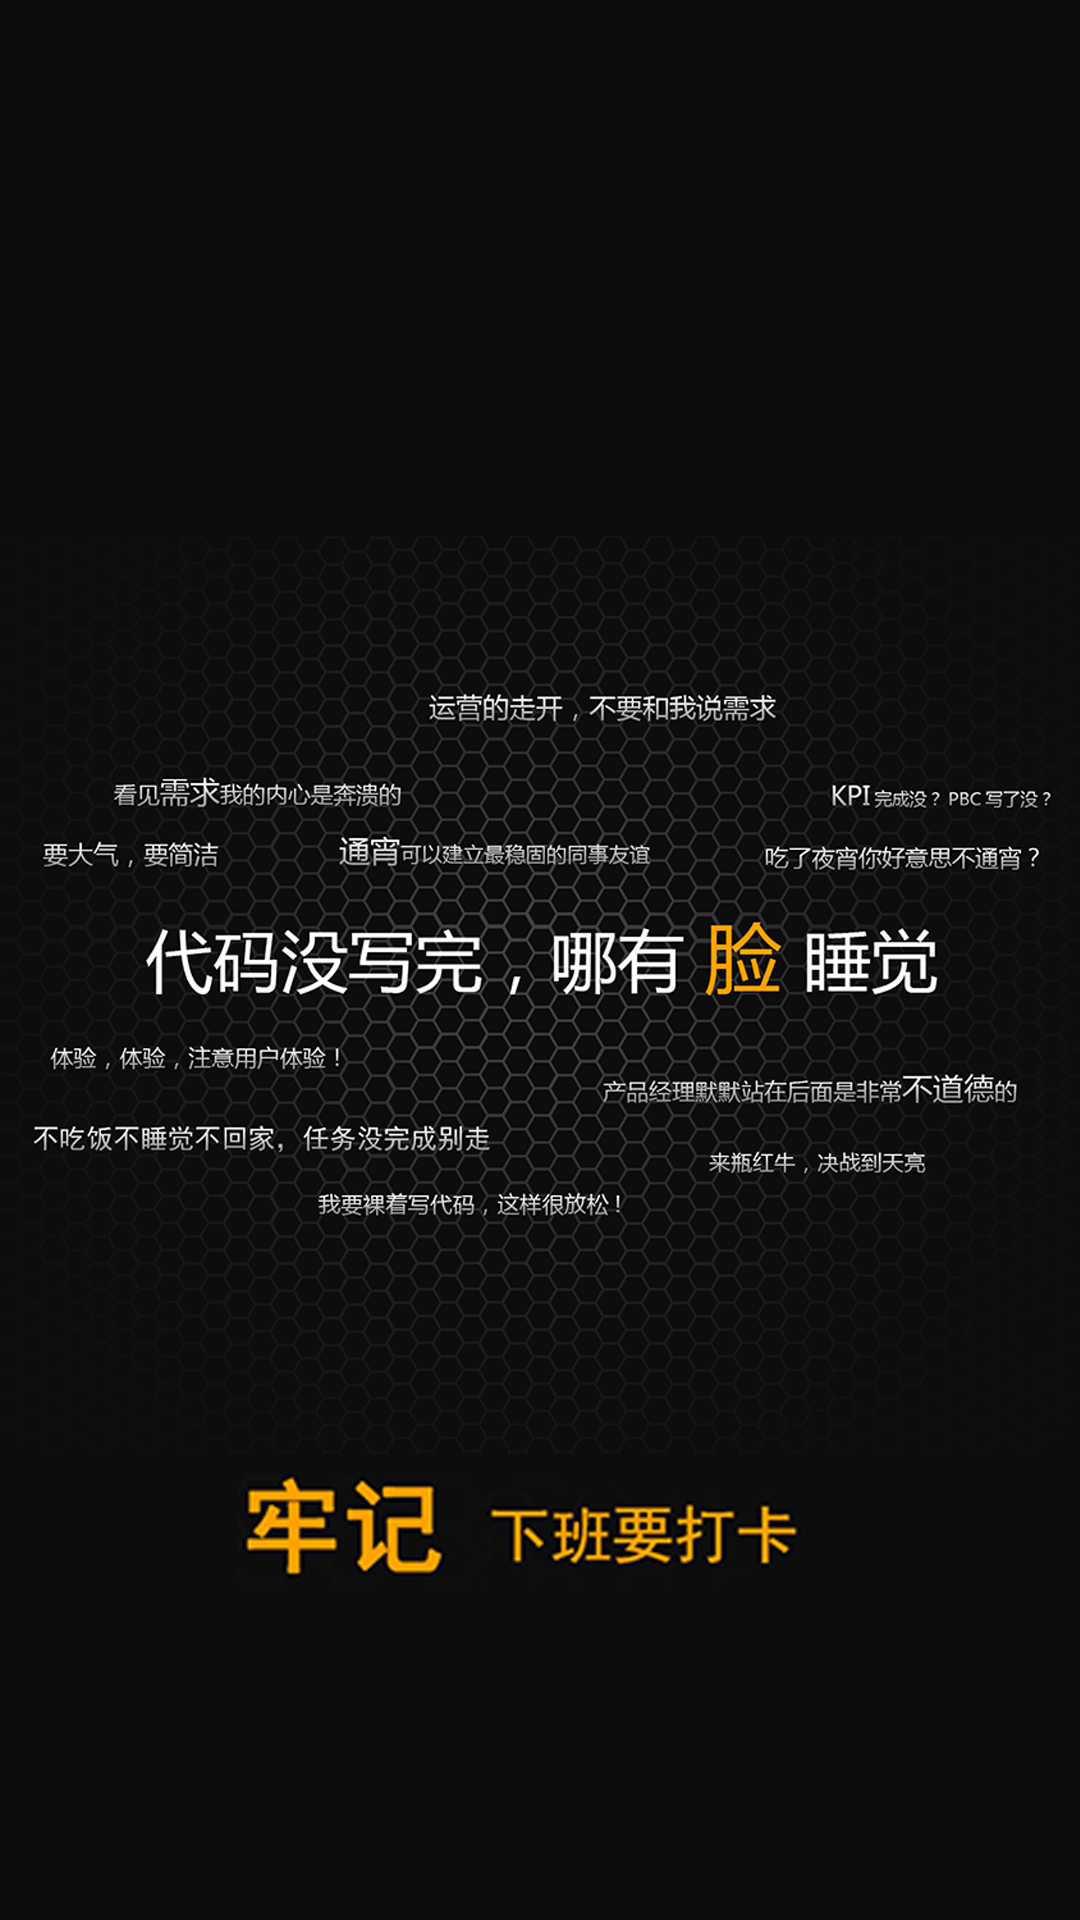 运营的走开，不要和我说需求
看见需求我的内心是奔溃的
KPI 完成没？ PBC 写了没？
要大气，要简洁
通宵可以建立最稳固的同事友谊
吃了夜宵你好意思不通宵？
代码没写完，哪有 脸 睡觉
体验，体验，注意用户体验！
产品经理默默站在后面是非常不道德的
不吃饭不睡觉不回家，任务没完成别走
来瓶红牛，决战到天亮
我要裸着写代码，这样很放松！
牢记 下班要打卡